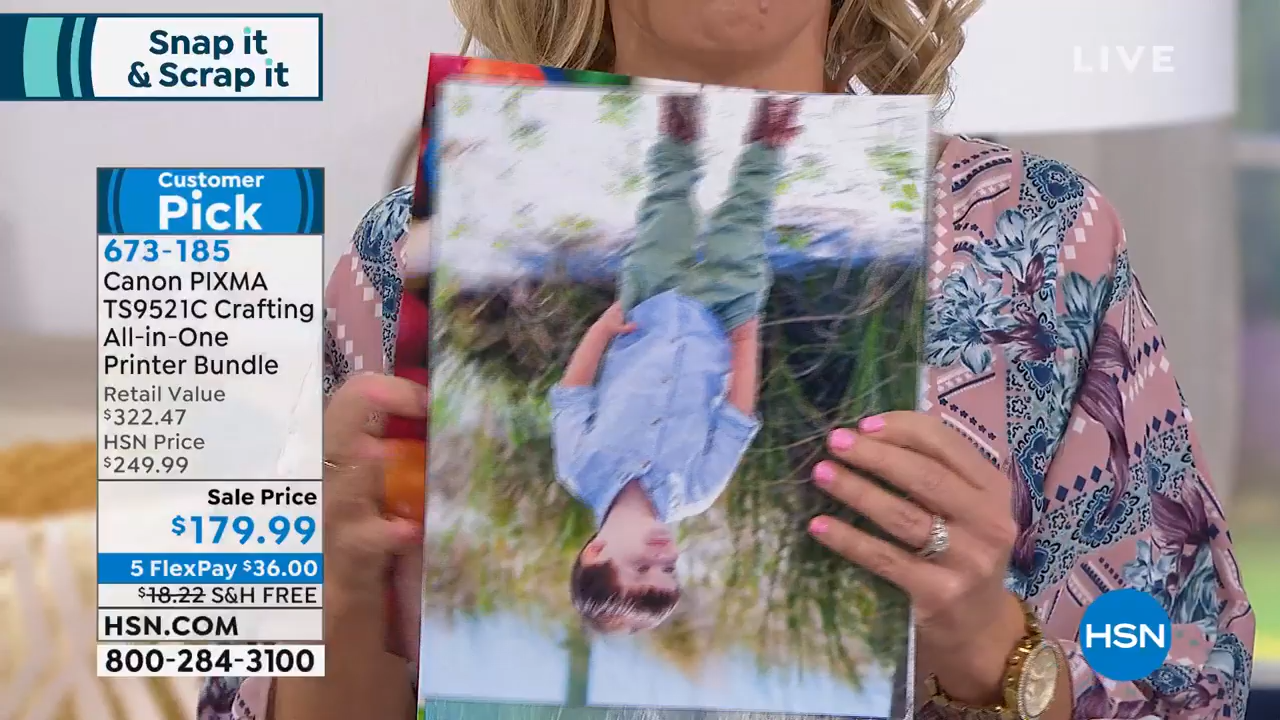 Snap it
& Scrap it
LIVE
Customer
Pick
673-185
Canon PIXMA
TS9521C Crafting
All-in-One
Printer Bundle
Retail Value
$322.47
HSN Price
$249.99
Sale Price
$179.99
5 FlexPay $36.00
$18.22 S&H FREE
HSN.COM
800-284-3100
HSN